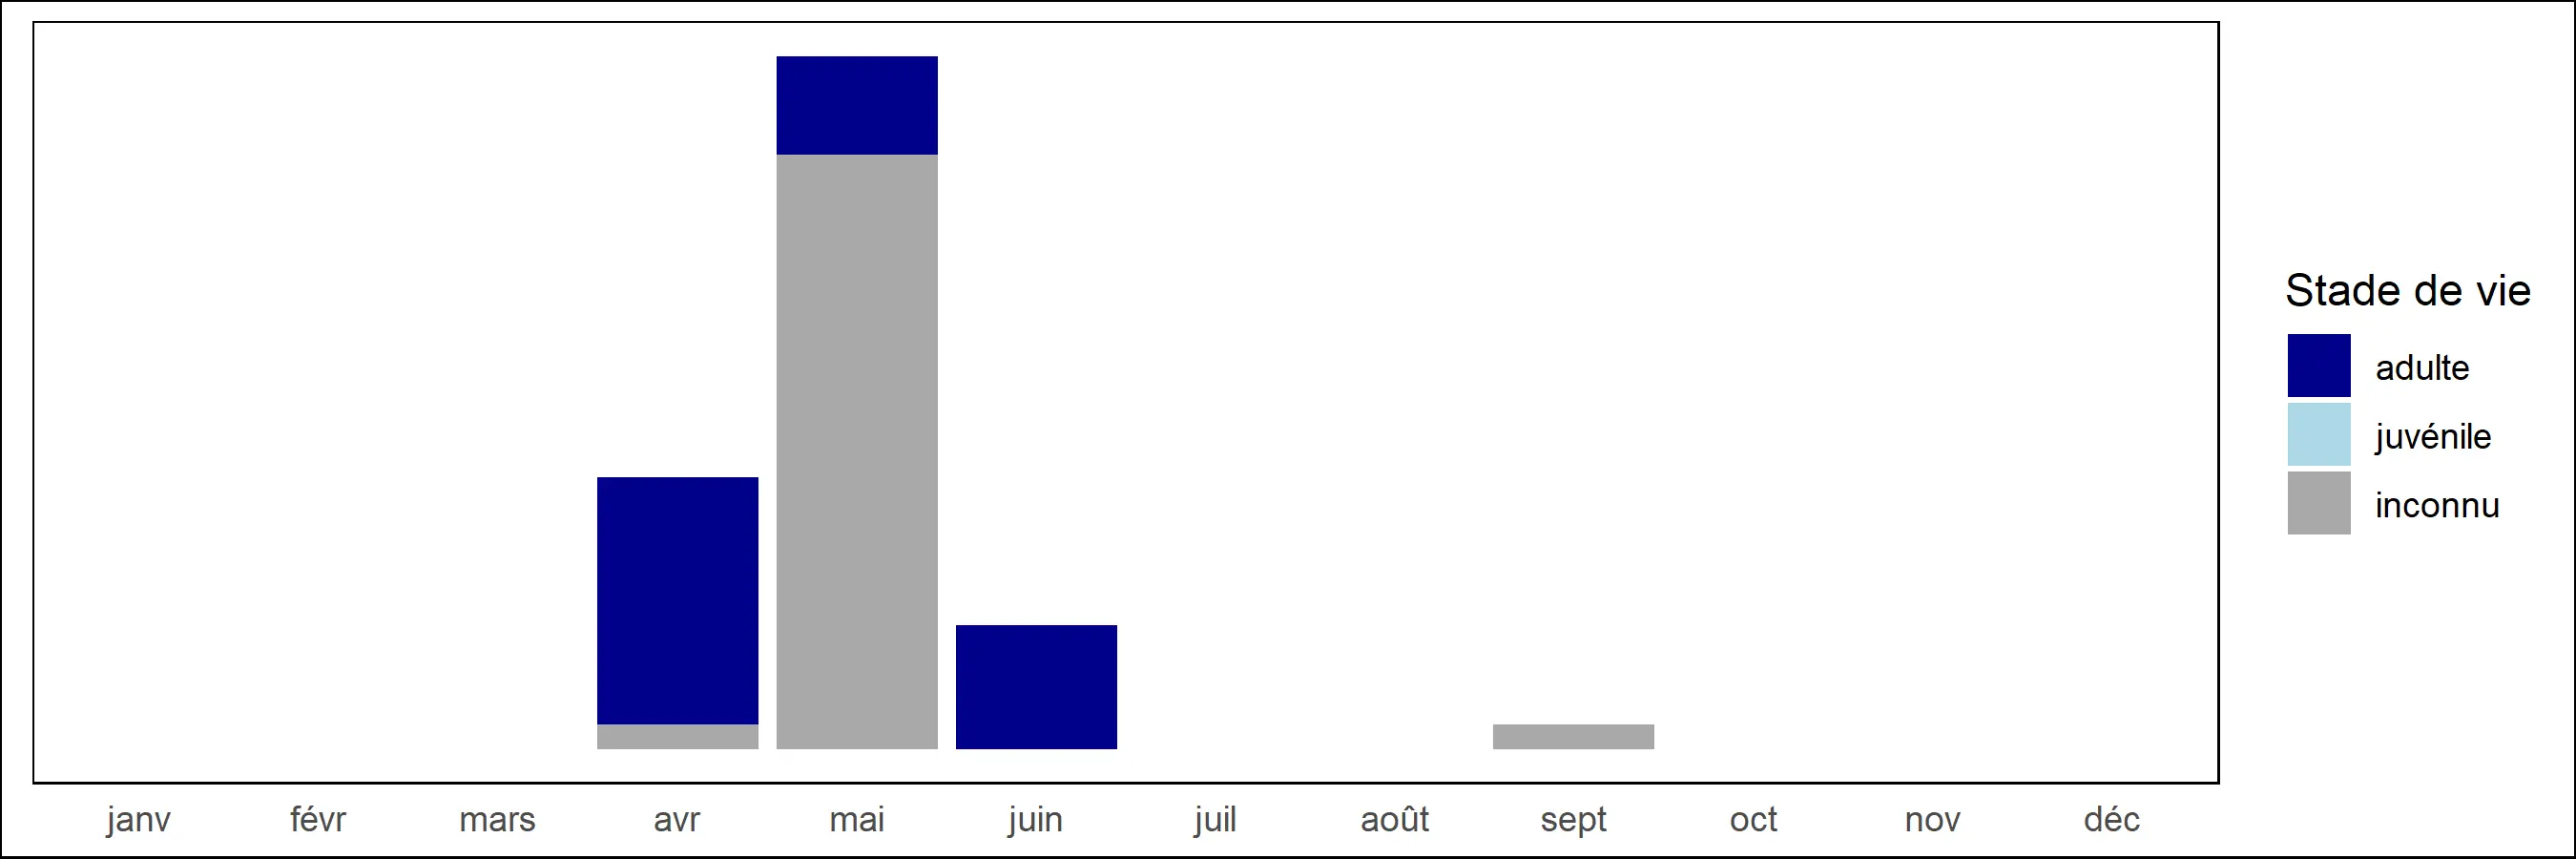 Stade de vie
adulte
juvénile
inconnu
janv févr mars avr mai juin juil août sept oct nov déc